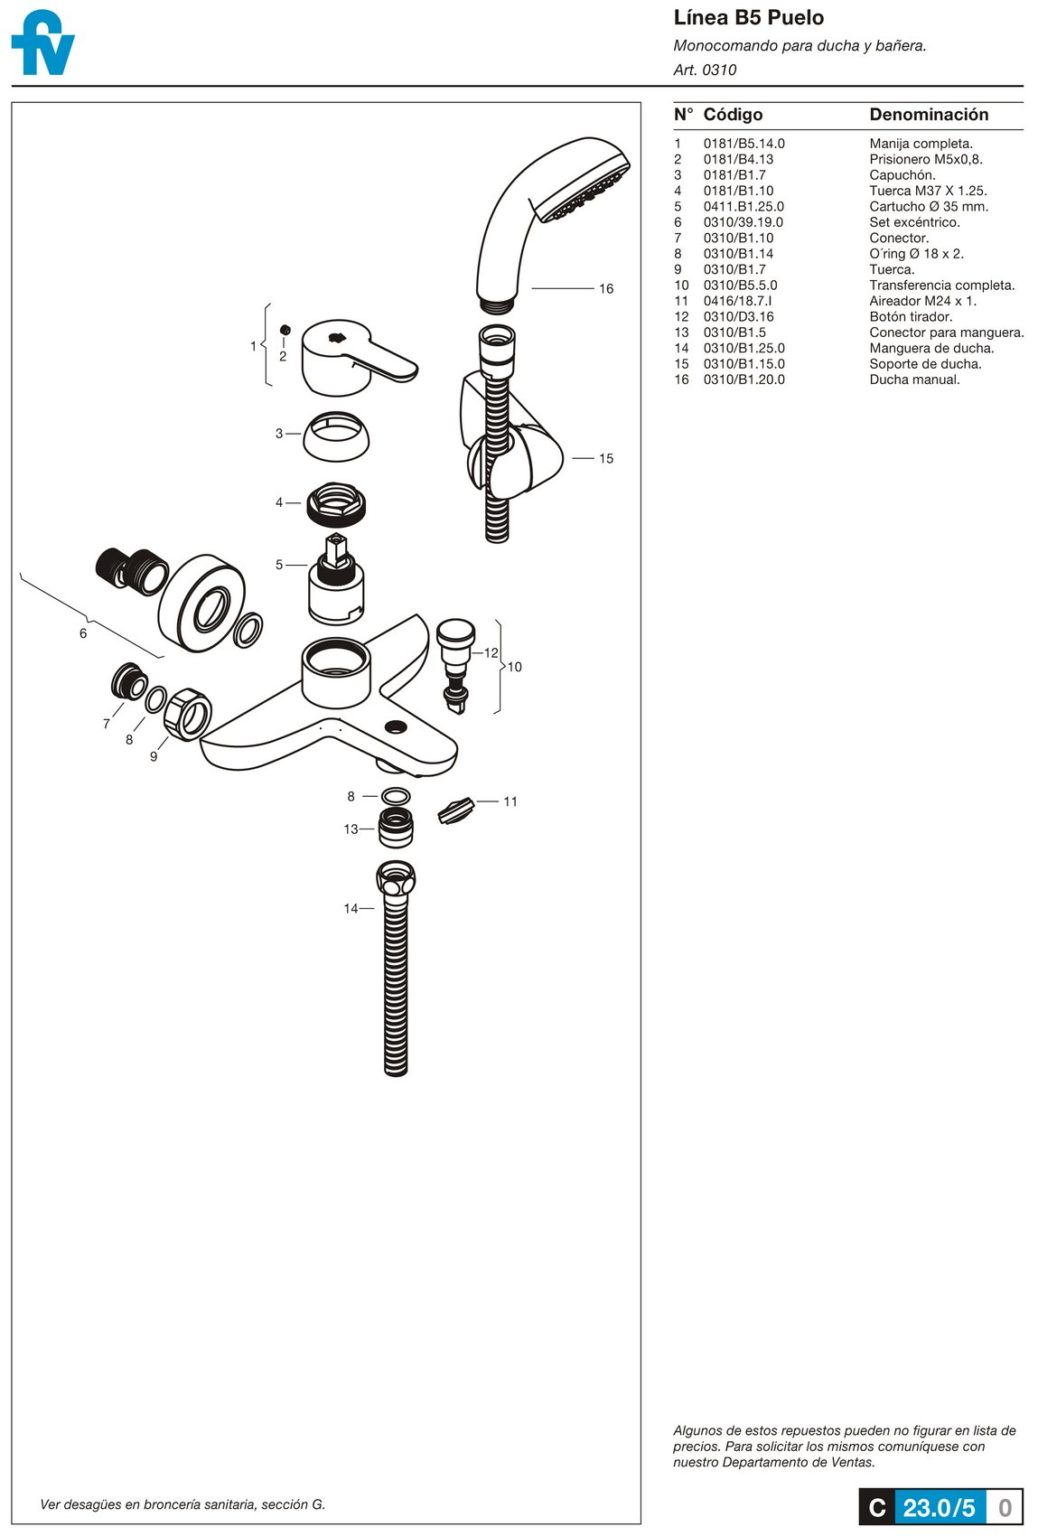 fv
Línea B5 Puelo
Monocomando para ducha y bañera.
Art. 0310
N° Código Denominación
1 0181/B5.14.0 Manija completa.
2 0181/B4.13 Prisionero M5x0,8.
3 0181/B1.7 Capuchón.
4 0181/B1.10 Tuerca M37 X 1.25.
5 0411.B1.25.0 Cartucho Ø 35 mm.
6 0310/39.19.0 Set excéntrico.
7 0310/B1.10 Conector.
8 0310/B1.14 O´ring Ø 18 x 2.
9 0310/B1.7 Tuerca.
10 0310/B5.5.0 Transferencia completa.
11 0416/18.7.I Aireador M24 x 1.
12 0310/D3.16 Botón tirador.
13 0310/B1.5 Conector para manguera.
14 0310/B1.25.0 Manguera de ducha.
15 0310/B1.15.0 Soporte de ducha.
16 0310/B1.20.0 Ducha manual.
16
1
2
3
15
4
5
6
12
10
7
8
9
8
11
13
14
Algunos de estos repuestos pueden no figurar en lista de
precios. Para solicitar los mismos comuníquese con
nuestro Departamento de Ventas.
Ver desagües en broncería sanitaria, sección G.
C 23.0/5 0